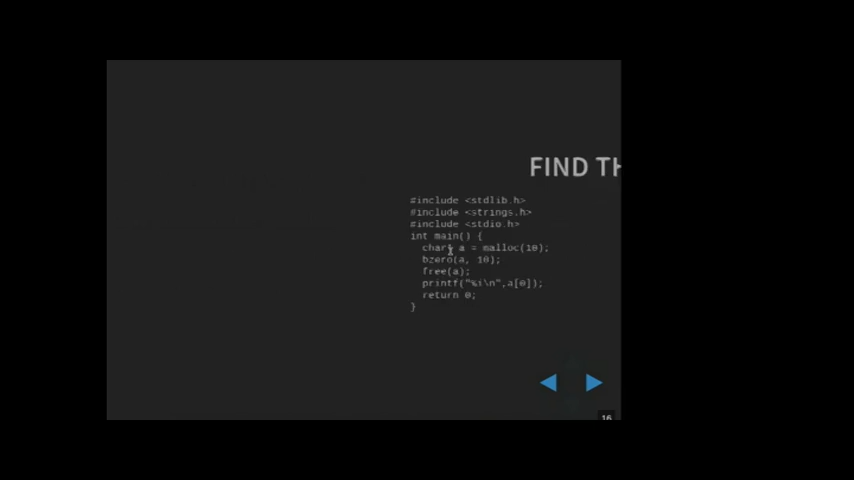 FIND TH
#include <stdlib.h>
#include <strings.h>
#include <stdio.h>
int main() {
char* a = malloc(10);
bzero(a, 10);
free(a);
printf("%i\n",a[0]);
return 0;
}
16